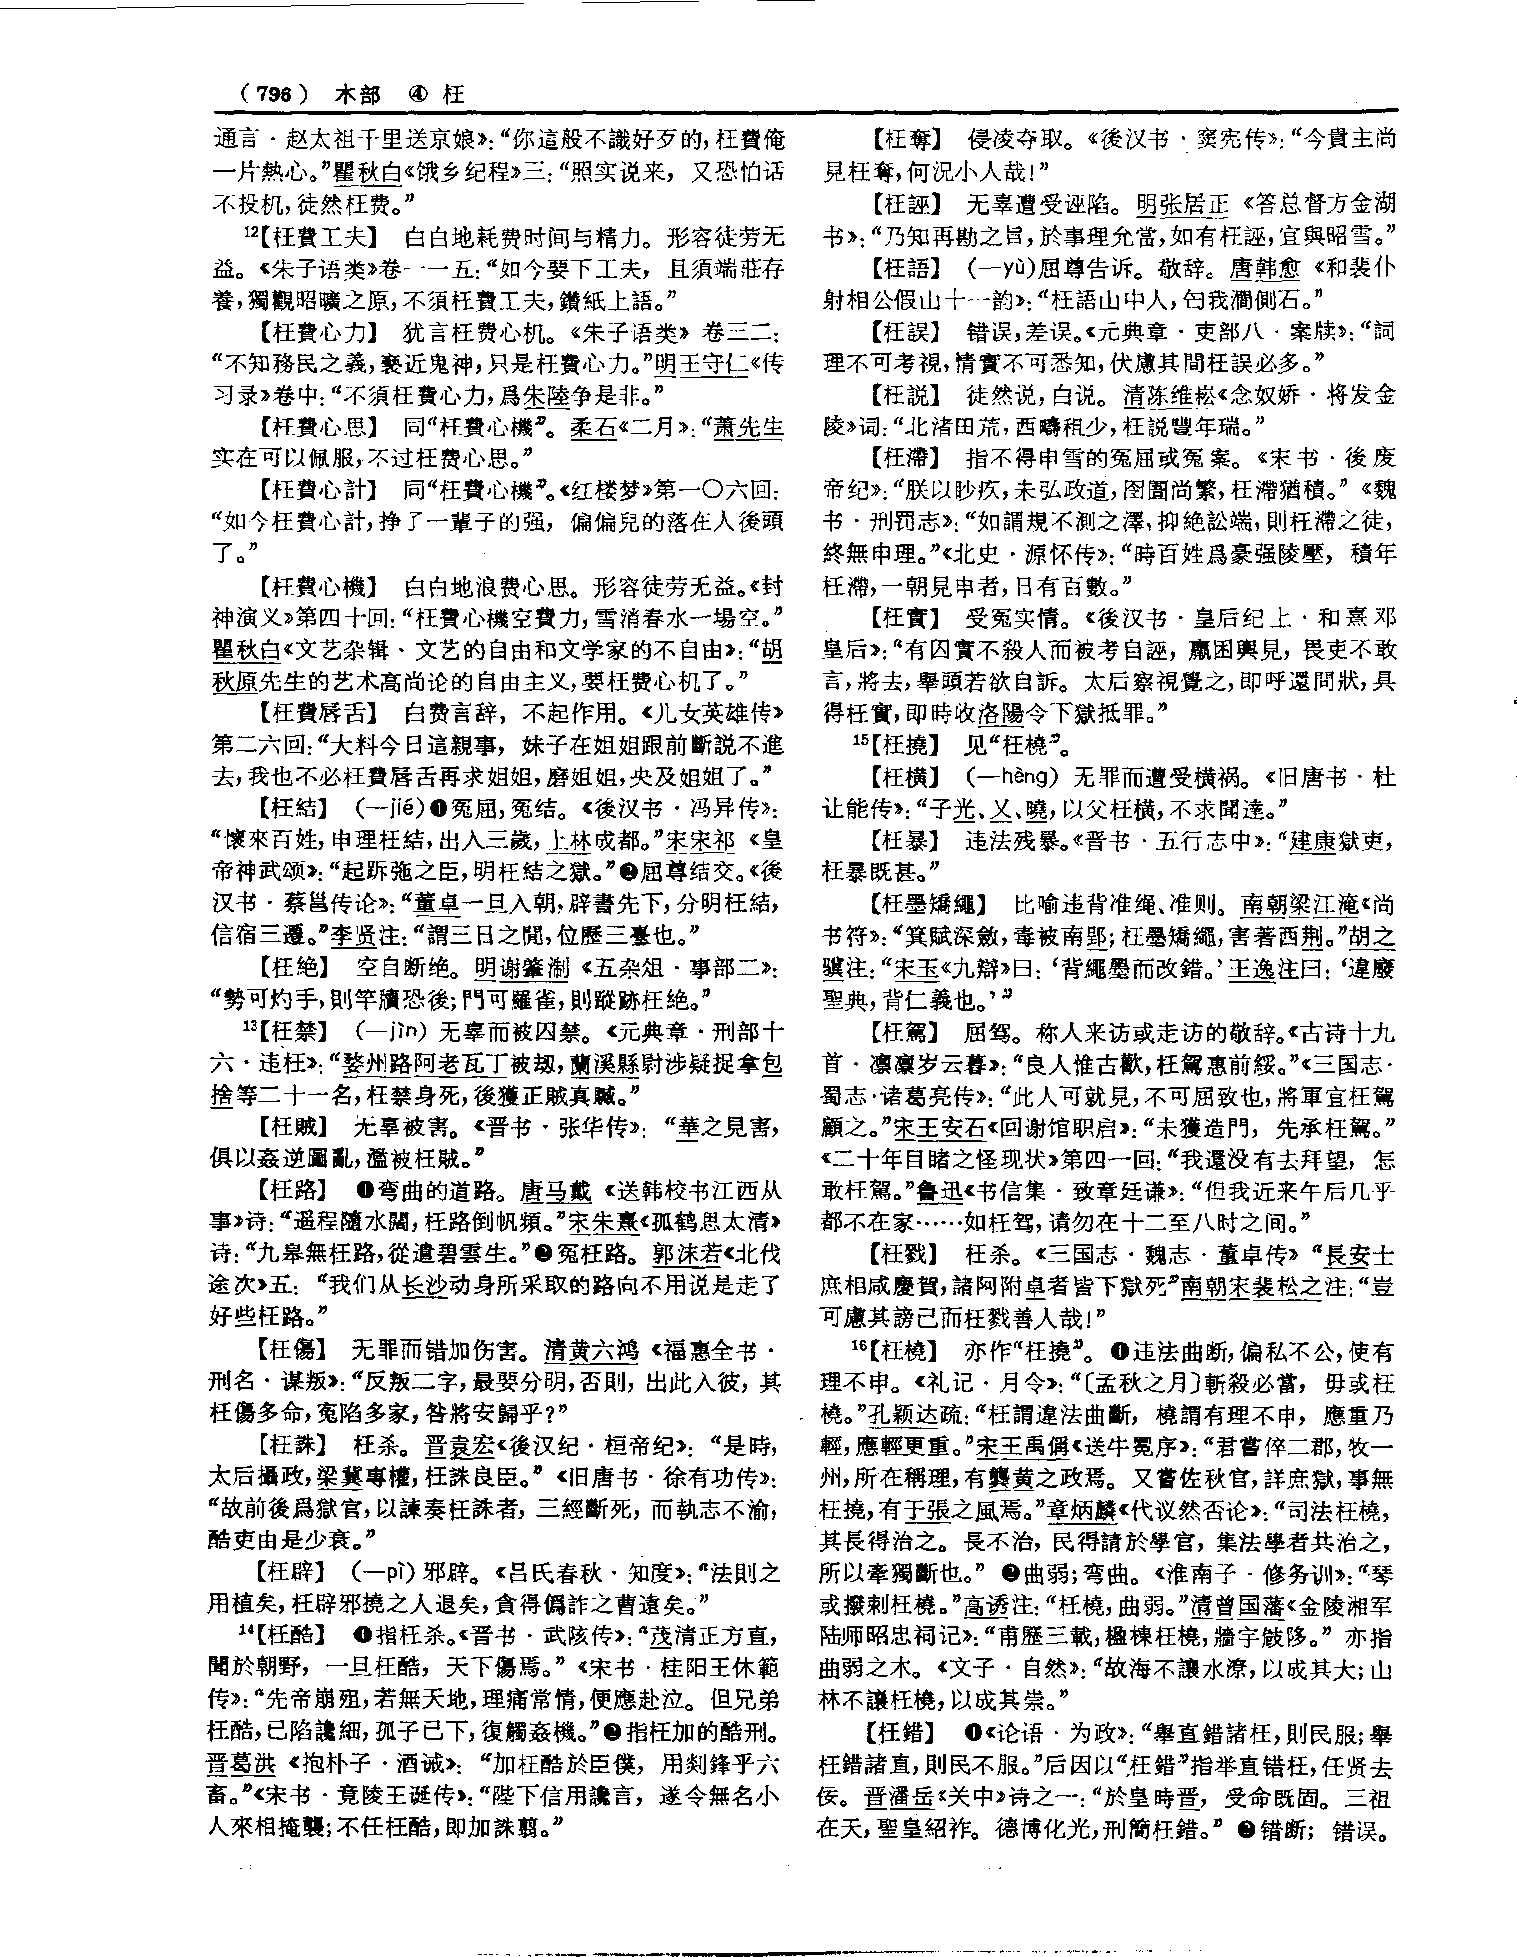 （796） 木部 ④ 枉
通言·赵太祖千里送京娘》：“你這般不識好歹的，枉費俺
一片熱心。”瞿秋白《饿乡纪程》三：“照实说来，又恐怕话
不投机，徒然枉费。”
12【枉費工夫】 白白地耗费时间与精力。形容徒劳无
益。《朱子语类》卷一一五：“如今要下工夫，且須端莊存
養，獨觀昭曠之原，不須枉費工夫，鑽紙上語。”
【枉費心力】 犹言枉费心机。《朱子语类》卷三二：
“不知務民之義，褻近鬼神，只是枉費心力。”明王守仁《传
习录》卷中：“不須枉費心力，爲朱陸争是非。”
【枉費心思】 同“枉費心機”。柔石《二月》：“萧先生
实在可以佩服，不过枉费心思。”
【枉費心計】 同“枉費心機”。《红楼梦》第一〇六回：
“如今枉費心計，挣了一輩子的强，偏偏兒的落在人後頭
了。”
【枉費心機】 白白地浪费心思。形容徒劳无益。《封
神演义》第四十回：“枉費心機空費力，雪消春水一場空。”
瞿秋白《文艺杂辑·文艺的自由和文学家的不自由》：“胡
秋原先生的艺术高尚论的自由主义，要枉费心机了。”
【枉費唇舌】 白费言辞，不起作用。《儿女英雄传》
第二六回：“大料今日這親事，妹子在姐姐跟前斷説不進
去，我也不必枉費唇舌再求姐姐，磨姐姐，央及姐姐了。”
【枉結】 （—jié）❶冤屈，冤结。《後汉书·冯异传》：
“懷來百姓，申理枉結，出入三歲，上林成都。”宋宋祁《皇
帝神武颂》：“起跅弛之臣，明枉結之獄。”❷屈尊结交。《後
汉书·蔡邕传论》：“董卓一旦入朝，辟書先下，分明枉結，
信宿三遷。”李贤注：“謂三日之閒，位歷三臺也。”
【枉絶】 空自断绝。明谢肇淛《五杂俎·事部二》：
“勢可灼手，則竿牘恐後；門可羅雀，則蹤跡枉绝。”
13【枉禁】 （—jìn）无辜而被囚禁。《元典章·刑部十
六·违枉》：“婺州路阿老瓦丁被刼，蘭溪縣尉涉疑捉拿包
捨等二十一名，枉禁身死，後獲正賊真贓。”
【枉賊】 无辜被害。《晋书·张华传》：“華之見害，
俱以姦逆圖亂，濫被枉賊。”
【枉路】 ❶弯曲的道路。唐马戴《送韩校书江西从
事》诗：“遥程隨水闊，枉路倒帆頻。”宋朱熹《孤鹤思太清》
诗：“九皋無枉路，從遣碧雲生。”❷冤枉路。郭沫若《北伐
途次》五：“我们从长沙动身所采取的路向不用说是走了
好些枉路。”
【枉傷】 无罪而错加伤害。清黄六鸿《福惠全书·
刑名·谋叛》：“反叛二字，最要分明，否則，出此入彼，其
枉傷多命，寃陷多家，咎將安歸乎？”
【枉誅】 枉杀。晋袁宏《後汉纪·桓帝纪》：“是時，
太后攝政，梁冀專權，枉誅良臣。”《旧唐书·徐有功传》：
“故前後爲獄官，以諫奏枉誅者，三經斷死，而執志不渝，
酷吏由是少衰。”
【枉辟】 （—pì）邪辟。《吕氏春秋·知度》：“法則之
用植矣，枉辟邪撓之人退矣，貪得僞詐之曹遠矣。”
14【枉酷】 ❶指枉杀。《晋书·武陔传》：“茂清正方直，
聞於朝野，一旦枉酷，天下傷焉。”《宋书·桂阳王休範
传》：“先帝崩殂，若無天地，理痛常情，便應赴泣。但兄弟
枉酷，已陷讒細，孤子已下，復觸姦機。”❷指枉加的酷刑。
晋葛洪《抱朴子·酒诫》：“加枉酷於臣僕，用剡鋒乎六
畜。”《宋书·竟陵王诞传》：“陛下信用讒言，遂令無名小
人來相掩襲；不任枉酷，即加誅翦。”
【枉奪】 侵凌夺取。《後汉书·窦宪传》：“今貴主尚
見枉奪，何況小人哉！”
【枉誣】 无辜遭受诬陷。明张居正《答总督方金湖
书》：“乃知再勘之旨，於事理允當，如有枉誣，宜與昭雪。”
【枉語】 （—yù）屈尊告诉。敬辞。唐韩愈《和裴仆
射相公假山十一韵》：“枉語山中人，匄我澗側石。”
【枉誤】 错误，差误。《元典章·吏部八·案牍》：“詞
理不可考視，情實不可悉知，伏慮其間枉誤必多。”
【枉説】 徒然说，白说。清陈维崧《念奴娇·将发金
陵》词：“北渚田荒，西疇租少，枉説豐年瑞。”
【枉滯】 指不得申雪的冤屈或冤案。《宋书·後废
帝纪》：“朕以眇疚，未弘政道，囹圄尚繁，枉滯猶積。”《魏
书·刑罚志》：“如謂規不測之澤，抑絶訟端，則枉滯之徒，
終無申理。”《北史·源怀传》：“時百姓爲豪强陵壓，積年
枉滯，一朝見申者，日有百數。”
【枉實】 受冤实情。《後汉书·皇后纪上·和熹邓
皇后》：“有囚實不殺人而被考自誣，羸困輿見，畏吏不敢
言，將去，舉頭若欲自訴。太后察視覺之，即呼還問狀，具
得枉實，即時收洛陽令下獄抵罪。”
15【枉撓】 见“枉橈”。
【枉横】 （—hèng）无罪而遭受横祸。《旧唐书·杜
让能传》：“子光、乂、曉，以父枉横，不求聞達。”
【枉暴】 违法残暴。《晋书·五行志中》：“建康獄吏，
枉暴既甚。”
【枉墨矯繩】 比喻违背准绳、准则。南朝梁江淹《尚
书符》：“箕賦深斂，毒被南郢；枉墨矯繩，害著西荆。”胡之
骥注：“宋玉《九辯》曰：‘背繩墨而改錯。’王逸注曰：‘違廢
聖典，背仁義也。’”
【枉駕】 屈驾。称人来访或走访的敬辞。《古诗十九
首·凛凛岁云暮》：“良人惟古歡，枉駕惠前綏。”《三国志·
蜀志·诸葛亮传》：“此人可就見，不可屈致也，將軍宜枉駕
顧之。”宋王安石《回谢馆职启》：“未獲造門，先承枉駕。”
《二十年目睹之怪现状》第四一回：“我還没有去拜望，怎
敢枉駕。”鲁迅《书信集·致章廷谦》：“但我近来午后几乎
都不在家……如枉驾，请勿在十二至八时之间。”
【枉戮】 枉杀。《三国志·魏志·董卓传》“長安士
庶相咸慶賀，諸阿附卓者皆下獄死”南朝宋裴松之注：“豈
可慮其謗己而枉戮善人哉！”
16【枉橈】 亦作“枉撓”。❶违法曲断，偏私不公，使有
理不申。《礼记·月令》：“〔孟秋之月〕斬殺必當，毋或枉
橈。”孔颖达疏：“枉謂違法曲斷，橈謂有理不申，應重乃
輕，應輕更重。”宋王禹偁《送牛冕序》：“君嘗倅二郡，牧一
州，所在稱理，有龔黄之政焉。又嘗佐秋官，詳庶獄，事無
枉撓，有于張之風焉。”章炳麟《代议然否论》：“司法枉橈，
其長得治之。長不治，民得請於學官，集法學者共治之，
所以牽獨斷也。”❷曲弱；弯曲。《淮南子·修务训》：“琴
或撥剌枉橈。”高诱注：“枉橈，曲弱。”清曾国藩《金陵湘军
陆师昭忠祠记》：“甫歷三載，楹棟枉橈，牆宇敧陊。”亦指
曲弱之木。《文子·自然》：“故海不讓水潦，以成其大；山
林不讓枉橈，以成其崇。”
【枉錯】 ❶《论语·为政》：“舉直錯諸枉，則民服；舉
枉錯諸直，則民不服。”后因以“枉錯”指举直错枉，任贤去
佞。晋潘岳《关中》诗之一：“於皇時晋，受命既固。三祖
在天，聖皇紹祚。德博化光，刑簡枉錯。”❷错断；错误。